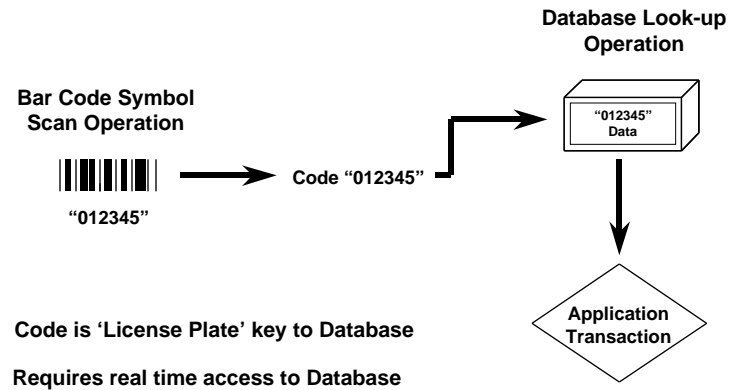 Database Look-up
Operation
Bar Code Symbol
Scan Operation
“012345”
Data
Code “012345”
“012345”
Application
Transaction
Code is ‘License Plate’ key to Database
Requires real time access to Database